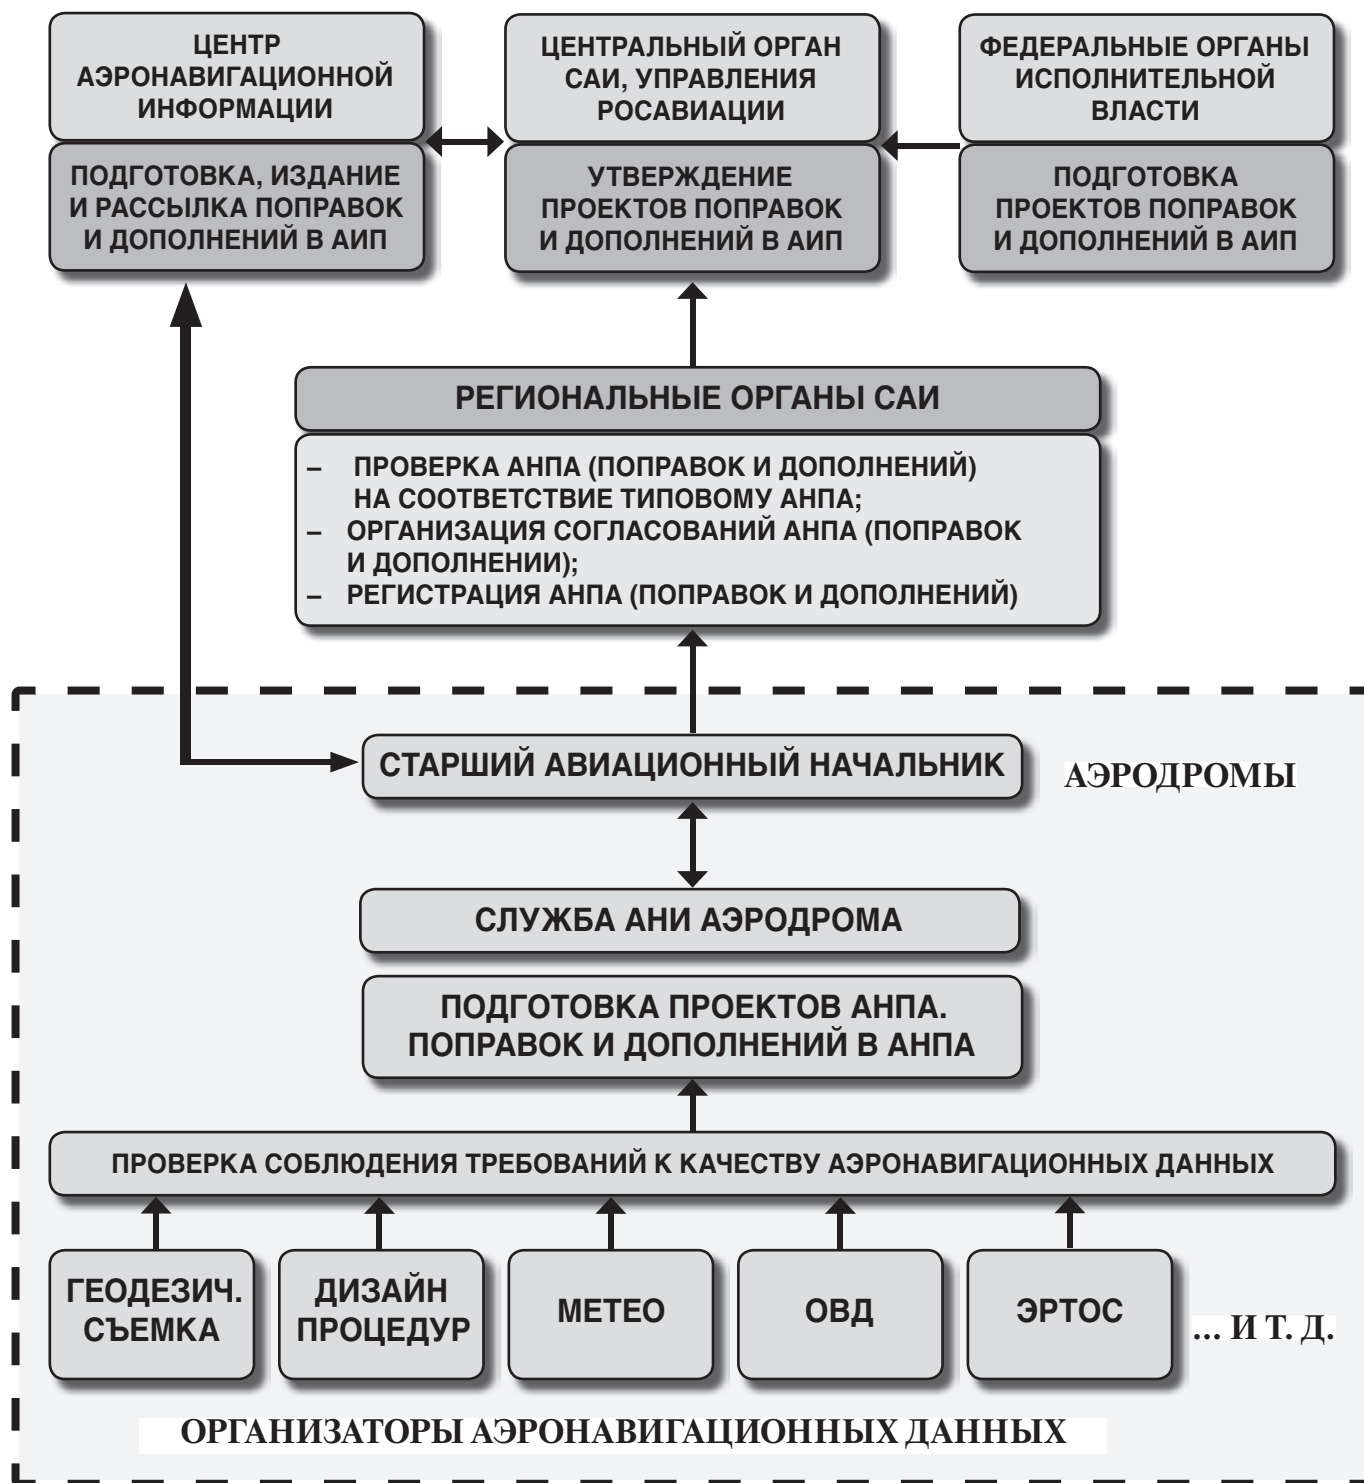 ЦЕНТР
АЭРОНАВИГАЦИОННОЙ
ИНФОРМАЦИИ
ПОДГОТОВКА, ИЗДАНИЕ
И РАССЫЛКА ПОПРАВОК
И ДОПОЛНЕНИЙ В АИП
ЦЕНТРАЛЬНЫЙ ОРГАН
САИ, УПРАВЛЕНИЯ
РОСАВИАЦИИ
УТВЕРЖДЕНИЕ
ПРОЕКТОВ ПОПРАВОК
И ДОПОЛНЕНИЙ В АИП
ФЕДЕРАЛЬНЫЕ ОРГАНЫ
ИСПОЛНИТЕЛЬНОЙ
ВЛАСТИ
ПОДГОТОВКА
ПРОЕКТОВ ПОПРАВОК
И ДОПОЛНЕНИЙ В АИП
РЕГИОНАЛЬНЫЕ ОРГАНЫ САИ
– ПРОВЕРКА АНПА (ПОПРАВОК И ДОПОЛНЕНИЙ)
НА СООТВЕТСТВИЕ ТИПОВОМУ АНПА;
– ОРГАНИЗАЦИЯ СОГЛАСОВАНИЙ АНПА (ПОПРАВОК
И ДОПОЛНЕНИИ);
– РЕГИСТРАЦИЯ АНПА (ПОПРАВОК И ДОПОЛНЕНИЙ)
СТАРШИЙ АВИАЦИОННЫЙ НАЧАЛЬНИК
АЭРОДРОМЫ
СЛУЖБА АНИ АЭРОДРОМА
ПОДГОТОВКА ПРОЕКТОВ АНПА.
ПОПРАВОК И ДОПОЛНЕНИЙ В АНПА
ПРОВЕРКА СОБЛЮДЕНИЯ ТРЕБОВАНИЙ К КАЧЕСТВУ АЭРОНАВИГАЦИОННЫХ ДАННЫХ
ГЕОДЕЗИЧ.
СЪЕМКА
ДИЗАЙН
ПРОЦЕДУР
МЕТЕО
ОВД
ЭРТОС
... И Т. Д.
ОРГАНИЗАТОРЫ АЭРОНАВИГАЦИОННЫХ ДАННЫХ